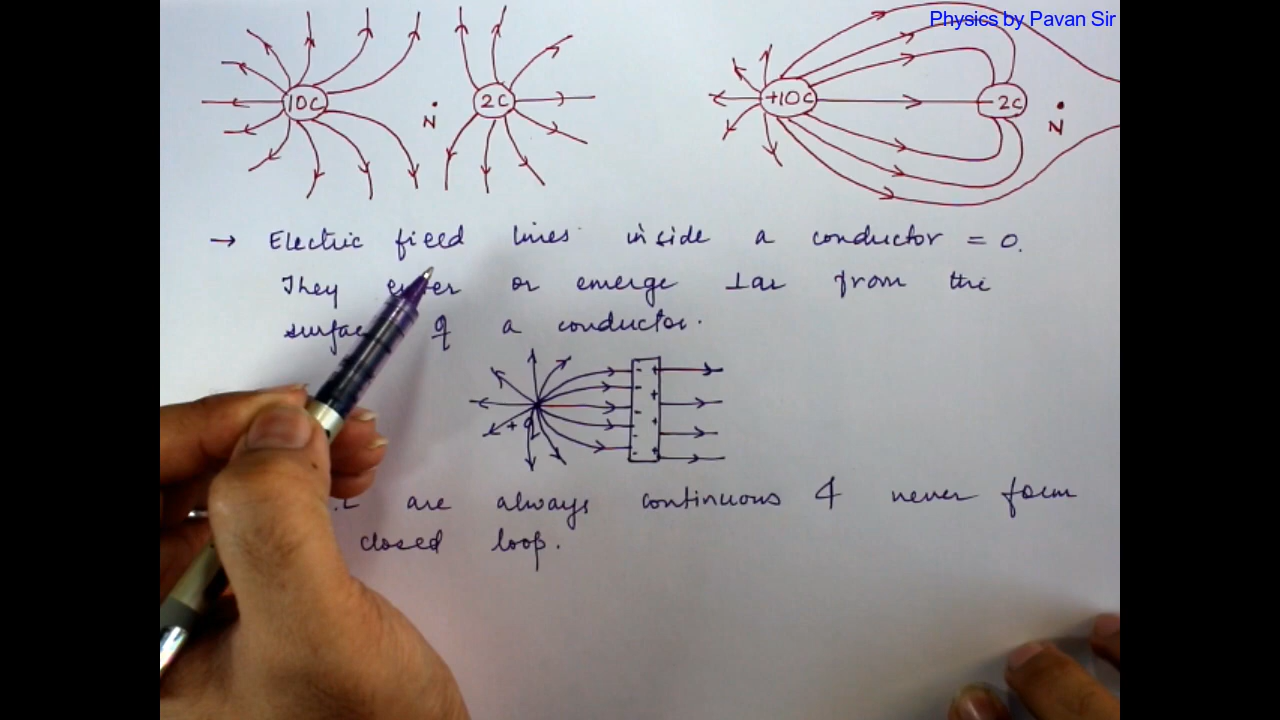 Physics by Pavan Sir
10C
2C
N
+10C
-2C
N
→ Electric field lines inside a conductor = 0.
They enter or emerge ⊥ar from the
of a conductor.
+q
- - - - -
+ + + +
are always continuous & never form
closed loop.